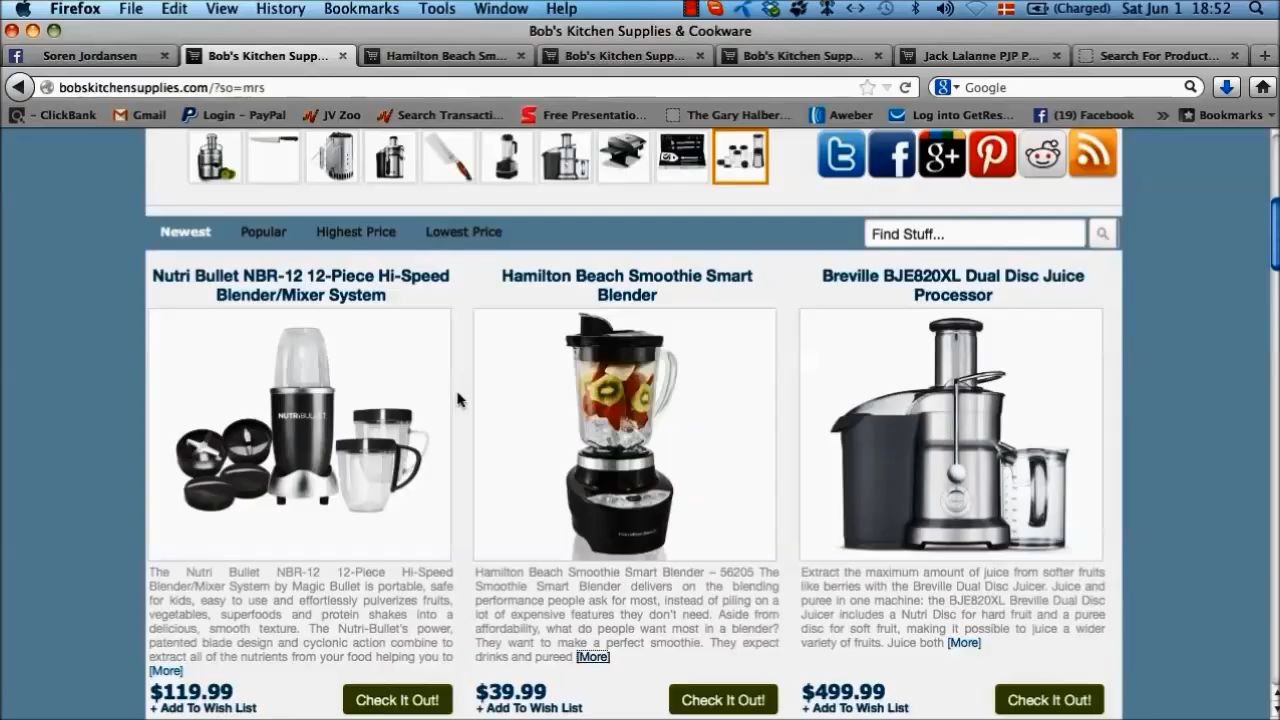 Firefox File Edit View History Bookmarks Tools Window Help (Charged) Sat Jun 1 18:52
Bob's Kitchen Supplies & Cookware
Soren Jordansen Bob's Kitchen Supp... Hamilton Beach Sm... Bob's Kitchen Supp... Bob's Kitchen Supp... Jack Lalanne PJP P... Search For Product...
bobskitchensupplies.com/?so=mrs Google
- ClickBank Gmail Login – PayPal JV Zoo Search Transacti... Free Presentatio... The Gary Halber... Aweber Log into GetRes... (19) Facebook Bookmarks
Newest Popular Highest Price Lowest Price Find Stuff...
Nutri Bullet NBR-12 12-Piece Hi-Speed
Blender/Mixer System
Hamilton Beach Smoothie Smart
Blender
Breville BJE820XL Dual Disc Juice
Processor
NUTRIBULLET
The Nutri Bullet NBR-12 12-Piece Hi-Speed
Blender/Mixer System by Magic Bullet is portable, safe
for kids, easy to use and effortlessly pulverizes fruits,
vegetables, superfoods and protein shakes into a
delicious, smooth texture. The Nutri-Bullet's power,
patented blade design and cyclonic action combine to
extract all of the nutrients from your food helping you to
[More]
Hamilton Beach Smoothie Smart Blender – 56205 The
Smoothie Smart Blender delivers on the blending
performance people ask for most, instead of piling on a
lot of expensive features they don't need. Aside from
affordability, what do people want most in a blender?
They want to make a perfect smoothie. They expect
drinks and pureed [More]
Extract the maximum amount of juice from softer fruits
like berries with the Breville Dual Disc Juicer. Juice and
puree in one machine: the BJE820XL Breville Dual Disc
Juicer includes a Nutri Disc for hard fruit and a puree
disc for soft fruit, making it possible to juice a wider
variety of fruits. Juice both [More]
$119.99
+ Add To Wish List
Check It Out!
$39.99
+ Add To Wish List
Check It Out!
$499.99
+ Add To Wish List
Check It Out!